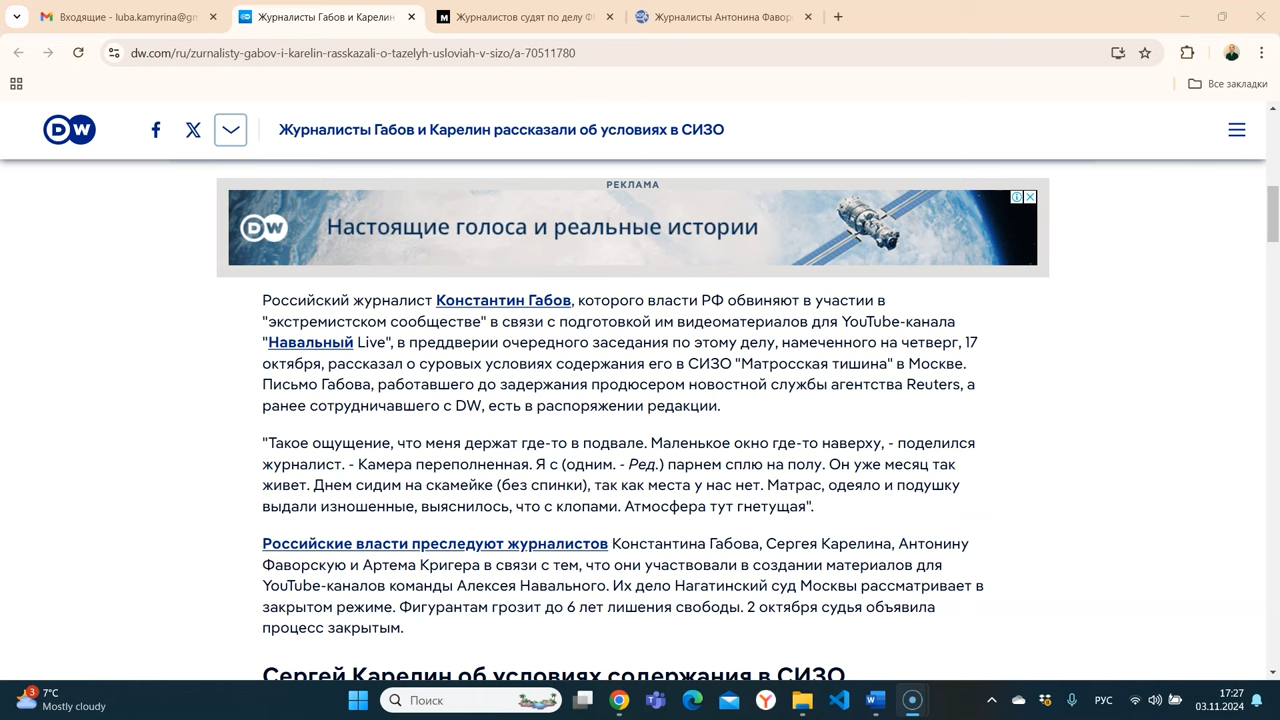 Входящие - luba.kamyrina@gm
Журналисты Габов и Карелин
Журналистов судят по делу Ф
Журналисты Антонина Фавор
dw.com/ru/zurnalisty-gabov-i-karelin-rasskazali-o-tazelyh-usloviah-v-sizo/a-70511780
Все закладки
DW
Журналисты Габов и Карелин рассказали об условиях в СИЗО
РЕКЛАМА
DW
Настоящие голоса и реальные истории
Российский журналист Константин Габов, которого власти РФ обвиняют в участии в
"экстремистском сообществе" в связи с подготовкой им видеоматериалов для YouTube-канала
"Навальный Live", в преддверии очередного заседания по этому делу, намеченного на четверг, 17
октября, рассказал о суровых условиях содержания его в СИЗО "Матросская тишина" в Москве.
Письмо Габова, работавшего до задержания продюсером новостной службы агентства Reuters, а
ранее сотрудничавшего с DW, есть в распоряжении редакции.
"Такое ощущение, что меня держат где-то в подвале. Маленькое окно где-то наверху, - поделился
журналист. - Камера переполненная. Я с (одним. - Ред.) парнем сплю на полу. Он уже месяц так
живет. Днем сидим на скамейке (без спинки), так как места у нас нет. Матрас, одеяло и подушку
выдали изношенные, выяснилось, что с клопами. Атмосфера тут гнетущая".
Российские власти преследуют журналистов Константина Габова, Сергея Карелина, Антонину
Фаворскую и Артема Кригера в связи с тем, что они участвовали в создании материалов для
YouTube-каналов команды Алексея Навального. Их дело Нагатинский суд Москвы рассматривает в
закрытом режиме. Фигурантам грозит до 6 лет лишения свободы. 2 октября судья объявила
процесс закрытым.
Сергей Карелин об условиях содержания в СИЗО
3
7°C
Mostly cloudy
Поиск
РУС
17:27
03.11.2024